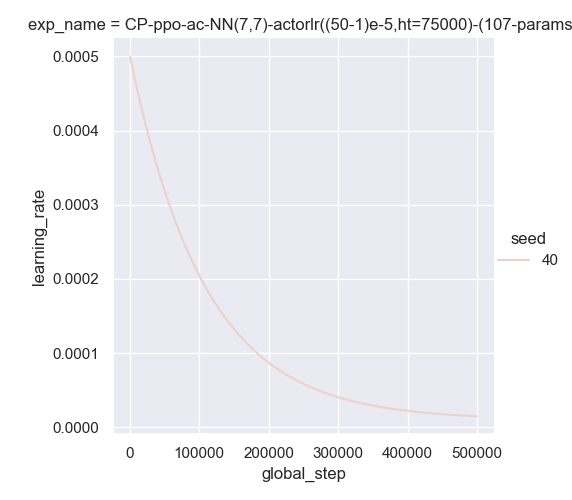 exp_name = CP-ppo-ac-NN(7,7)-actorlr((50-1)e-5,ht=75000)-(107-params
0.0005
0.0004
0.0003
0.0002
0.0001
0.0000
learning_rate
0 100000 200000 300000 400000 500000
global_step
seed
40